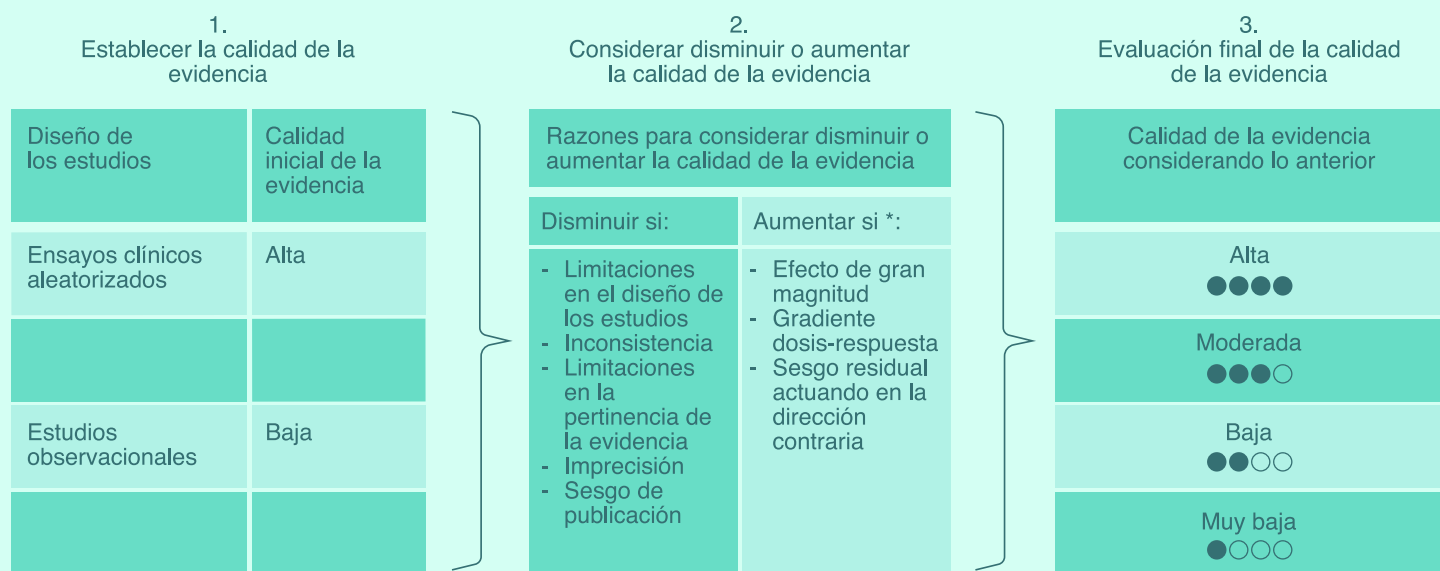 1.
Establecer la calidad de la
evidencia
Diseño de
los estudios
Calidad
inicial de la
evidencia
Ensayos clínicos
aleatorizados
Alta
Estudios
observacionales
Baja
2.
Considerar disminuir o aumentar
la calidad de la evidencia
Razones para considerar disminuir o
aumentar la calidad de la evidencia
Disminuir si:
- Limitaciones
en el diseño de
los estudios
- Inconsistencia
- Limitaciones
en la
pertinencia de
la evidencia
- Imprecisión
- Sesgo de
publicación
Aumentar si *:
- Efecto de gran
magnitud
- Gradiente
dosis-respuesta
- Sesgo residual
actuando en la
dirección
contraria
3.
Evaluación final de la calidad
de la evidencia
Calidad de la evidencia
considerando lo anterior
Alta
Moderada
Baja
Muy baja